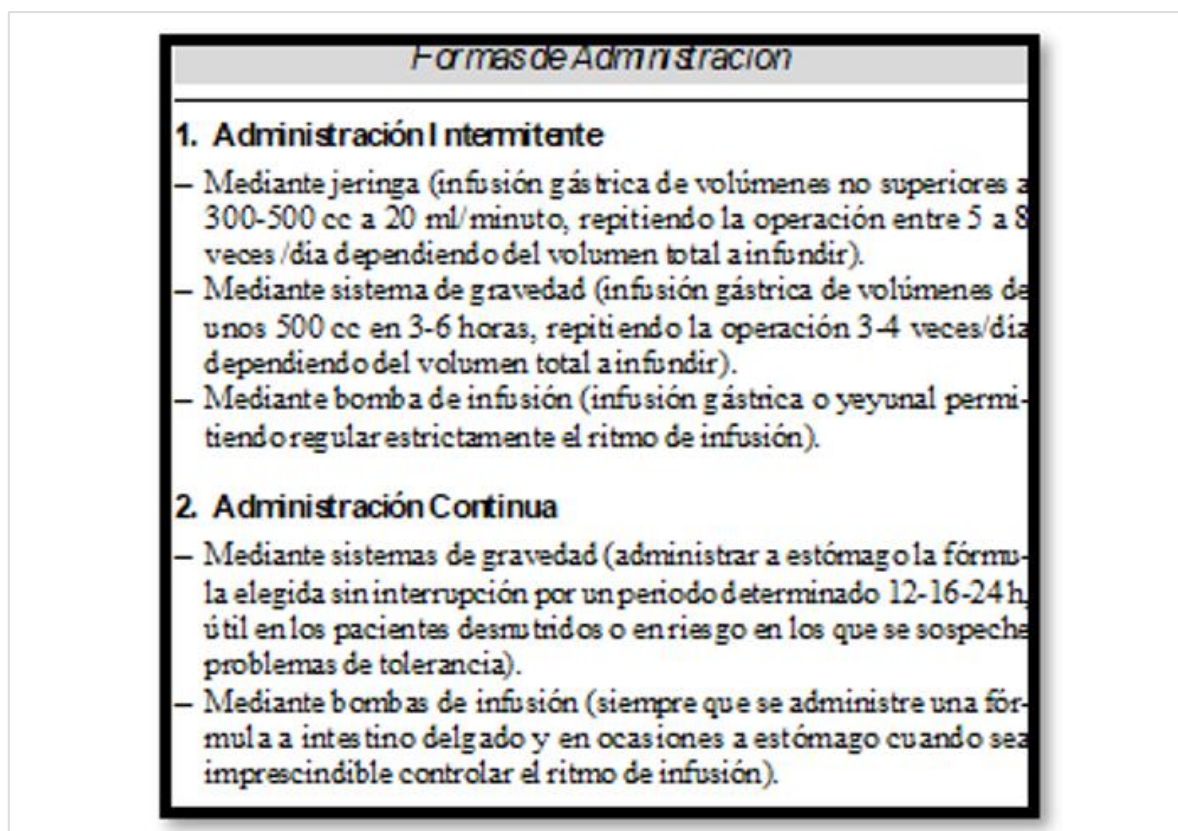 Formas de Administración
1. Administración Intermitente
– Mediante jeringa (infusión gástrica de volúmenes no superiores a
300-500 cc a 20 ml/minuto, repitiendo la operación entre 5 a 8
veces /día dependiendo del volumen total a infundir).
– Mediante sistema de gravedad (infusión gástrica de volúmenes de
unos 500 cc en 3-6 horas, repitiendo la operación 3-4 veces/día
dependiendo del volumen total a infundir).
– Mediante bomba de infusión (infusión gástrica o yeyunal permi-
tiendo regular estrictamente el ritmo de infusión).
2. Administración Continua
– Mediante sistemas de gravedad (administrar a estómago la fórmu-
la elegida sin interrupción por un periodo determinado 12-16-24 h,
útil en los pacientes desnutridos o en riesgo en los que se sospeche
problemas de tolerancia).
– Mediante bombas de infusión (siempre que se administre una fór-
mula a intestino delgado y en ocasiones a estómago cuando sea
imprescindible controlar el ritmo de infusión).